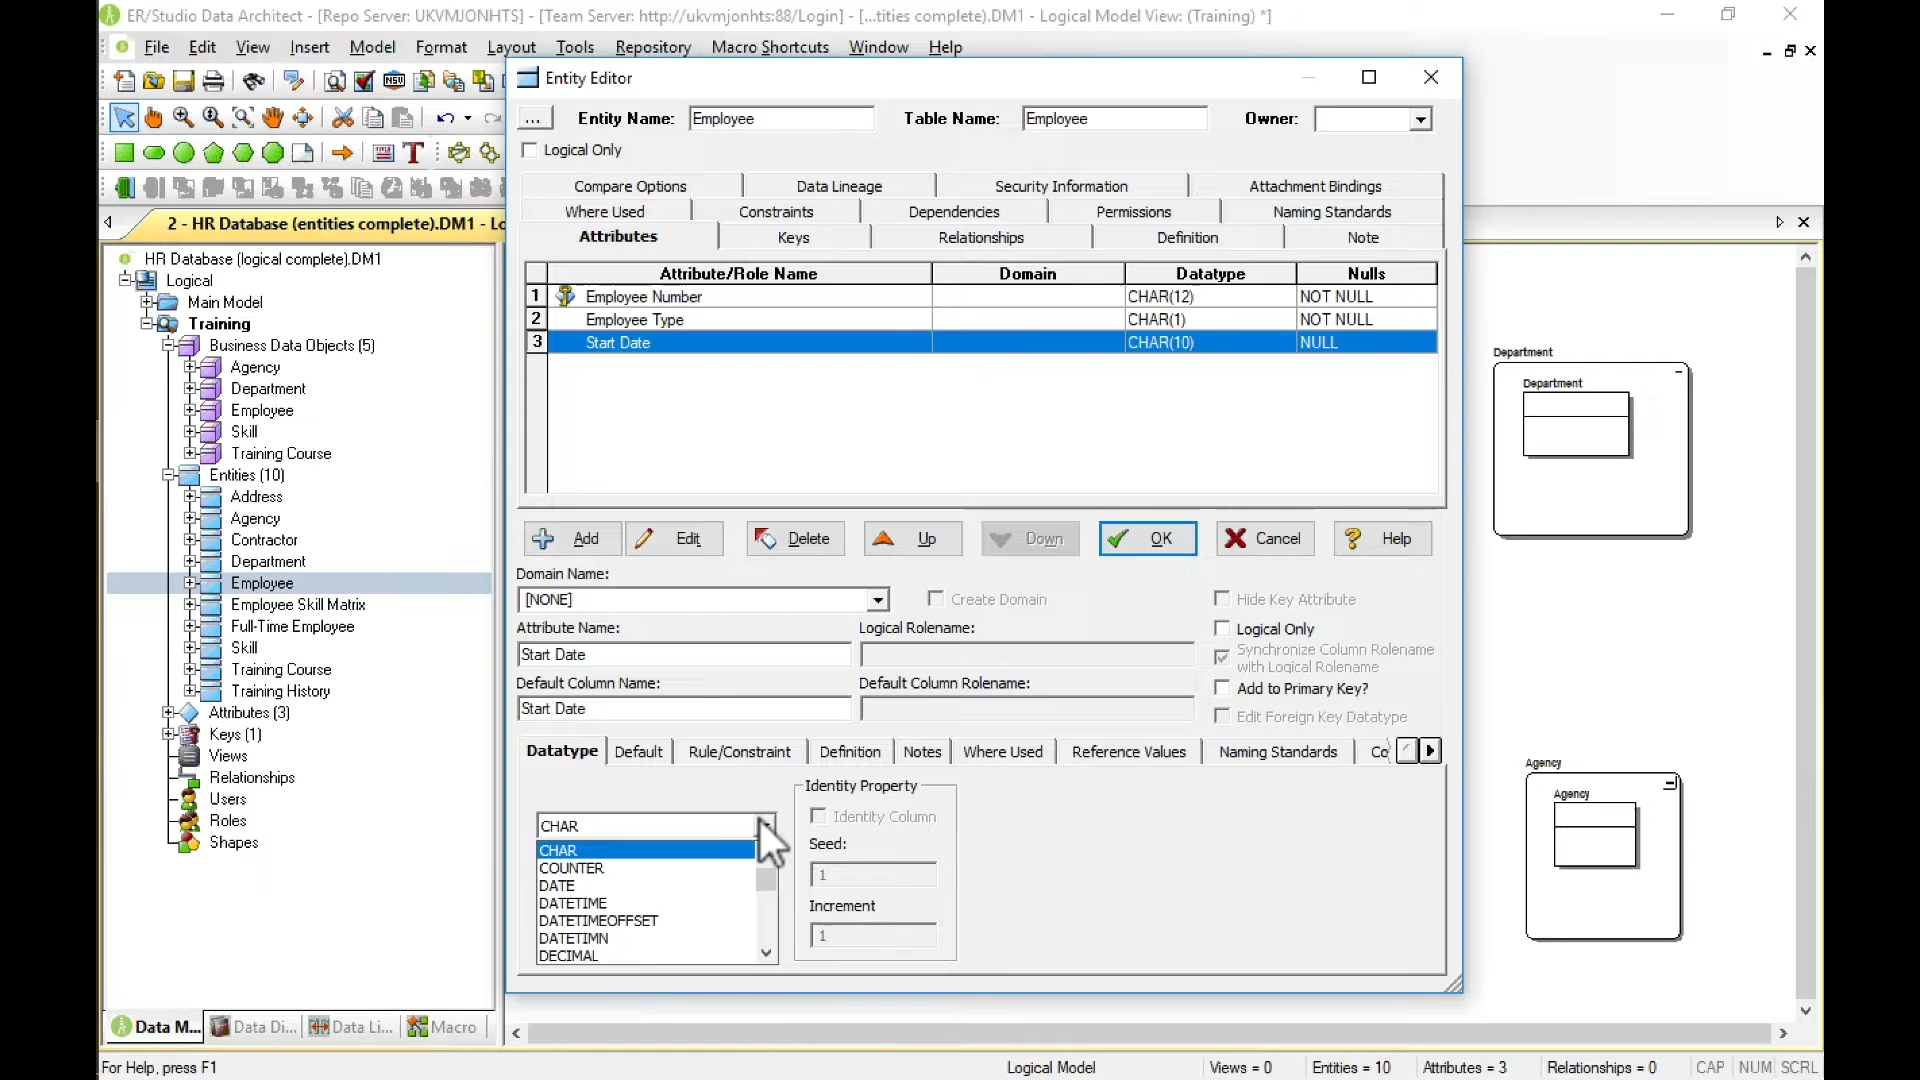 ER/Studio Data Architect - [Repo Server: UKVMJONHTS] - [Team Server: http://ukvmjonhts:88/Login] - [...tities complete).DM1 - Logical Model View: (Training) *]
File Edit View Insert Model Format Layout Tools Repository Macro Shortcuts Window Help
Entity Editor
... Entity Name: Employee Table Name: Employee Owner:
Logical Only
Compare Options Data Lineage Security Information Attachment Bindings
Where Used Constraints Dependencies Permissions Naming Standards
Attributes Keys Relationships Definition Note
Attribute/Role Name Domain Datatype Nulls
1 Employee Number CHAR(12) NOT NULL
2 Employee Type CHAR(1) NOT NULL
3 Start Date CHAR(10) NULL
Add Edit Delete Up Down OK Cancel Help
Domain Name:
[NONE] Create Domain Hide Key Attribute
Attribute Name: Logical Rolename: Logical Only
Start Date Synchronize Column Rolename
with Logical Rolename
Default Column Name: Default Column Rolename: Add to Primary Key?
Start Date Edit Foreign Key Datatype
Datatype Default Rule/Constraint Definition Notes Where Used Reference Values Naming Standards Co
Identity Property
CHAR Identity Column
CHAR Seed:
COUNTER 1
DATE
DATETIME Increment
DATETIMEOFFSET 1
DATETIMN
DECIMAL
2 - HR Database (entities complete).DM1 - Lo
HR Database (logical complete).DM1
Logical
Main Model
Training
Business Data Objects (5)
Agency
Department
Employee
Skill
Training Course
Entities (10)
Address
Agency
Contractor
Department
Employee
Employee Skill Matrix
Full-Time Employee
Skill
Training Course
Training History
Attributes (3)
Keys (1)
Views
Relationships
Users
Roles
Shapes
Data M... Data Di... Data Li... Macro
Department
Department
Agency
Agency
For Help, press F1 Logical Model Views = 0 Entities = 10 Attributes = 3 Relationships = 0 CAP NUM SCRL